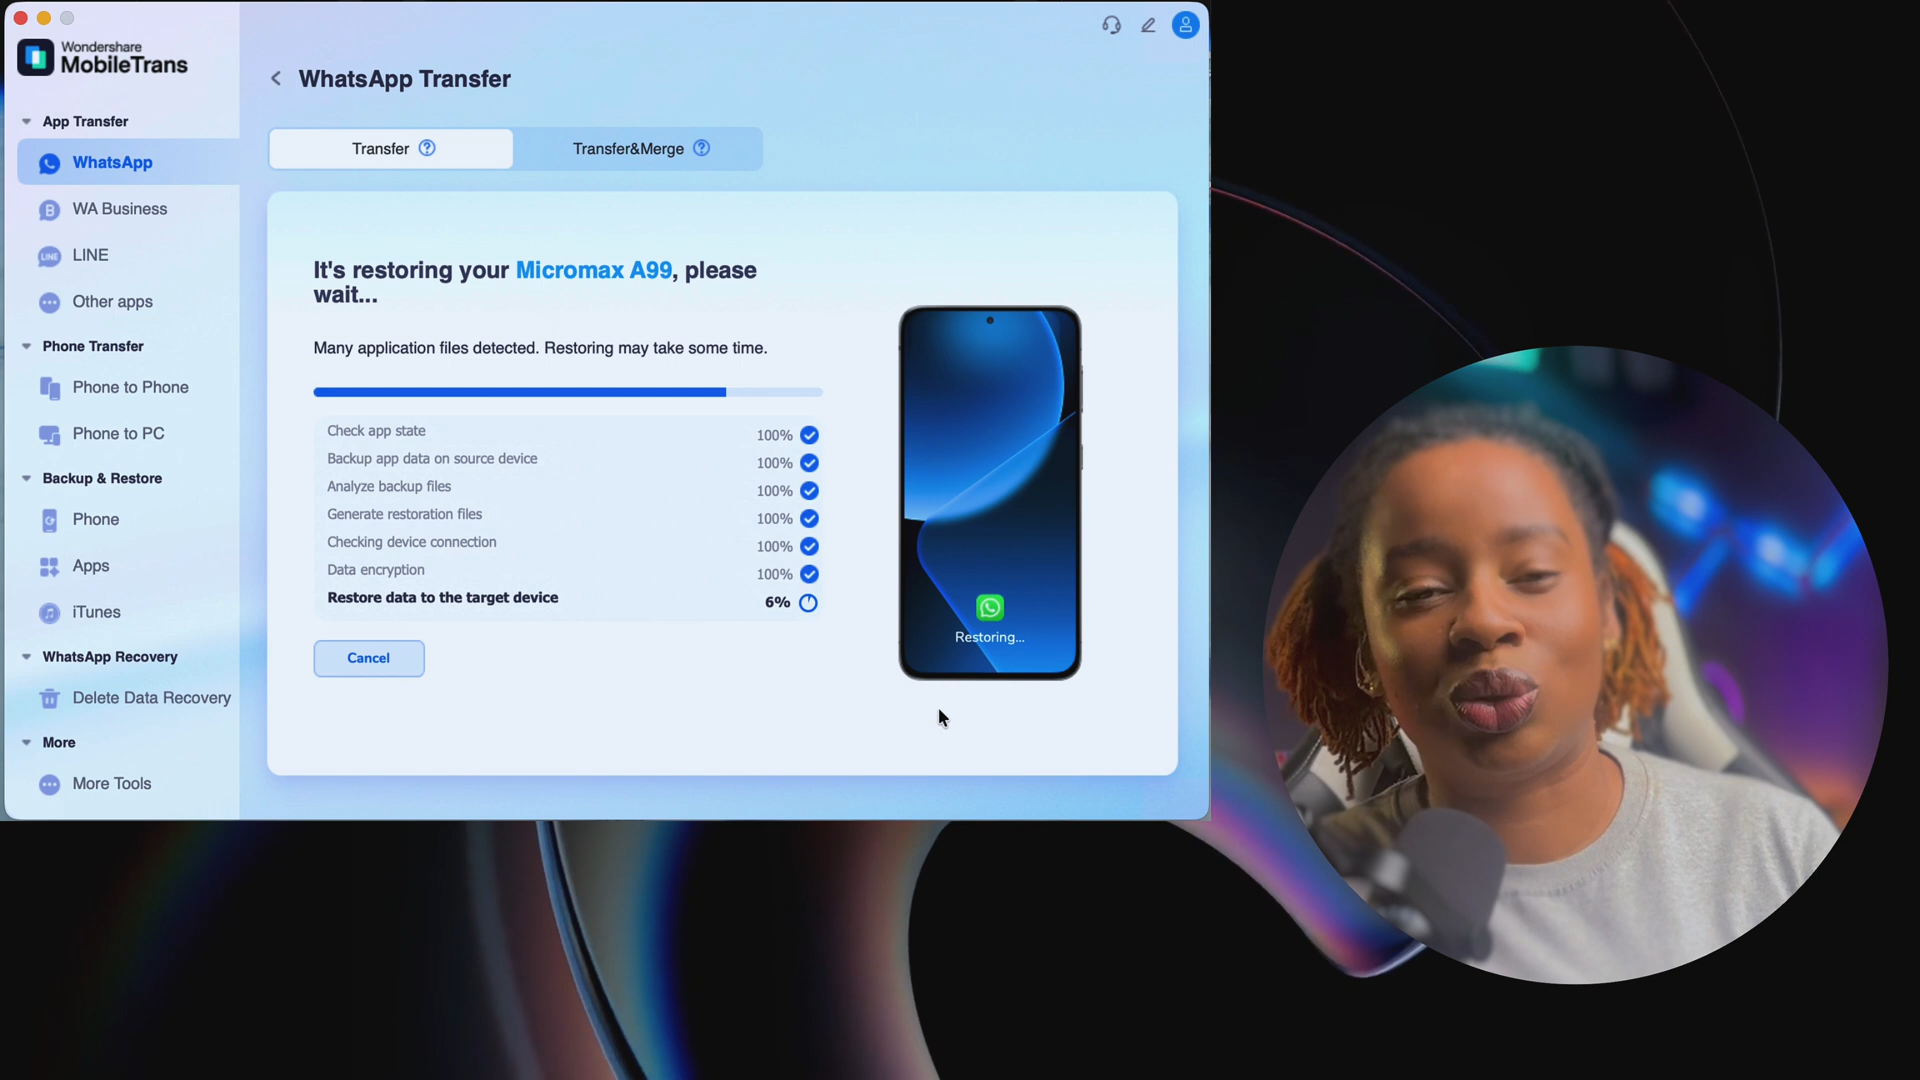 Wondershare
MobileTrans
App Transfer
WhatsApp
WA Business
LINE
Other apps
Phone Transfer
Phone to Phone
Phone to PC
Backup & Restore
Phone
Apps
iTunes
WhatsApp Recovery
Delete Data Recovery
More
More Tools
WhatsApp Transfer
Transfer
Transfer&Merge
It's restoring your Micromax A99, please
wait...
Many application files detected. Restoring may take some time.
Check app state 100%
Backup app data on source device 100%
Analyze backup files 100%
Generate restoration files 100%
Checking device connection 100%
Data encryption 100%
Restore data to the target device 6%
Cancel
Restoring...